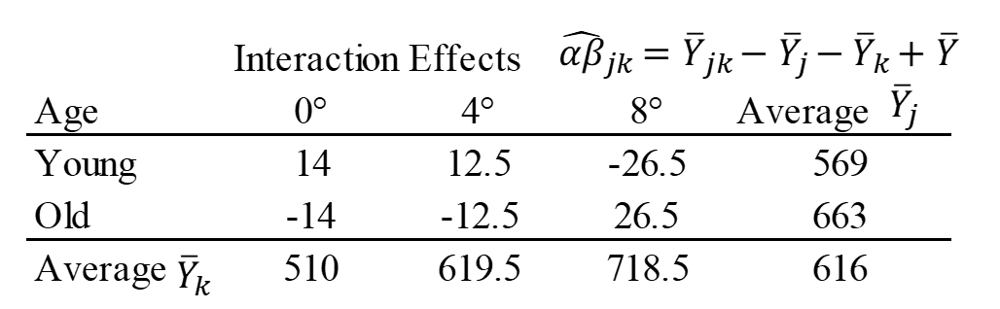 Interaction Effects $\widehat{\alpha\beta}_{jk} = \bar{Y}_{jk} - \bar{Y}_j - \bar{Y}_k + \bar{Y}$
Age 0° 4° 8° Average $\bar{Y}_j$
Young 14 12.5 -26.5 569
Old -14 -12.5 26.5 663
Average $\bar{Y}_k$ 510 619.5 718.5 616